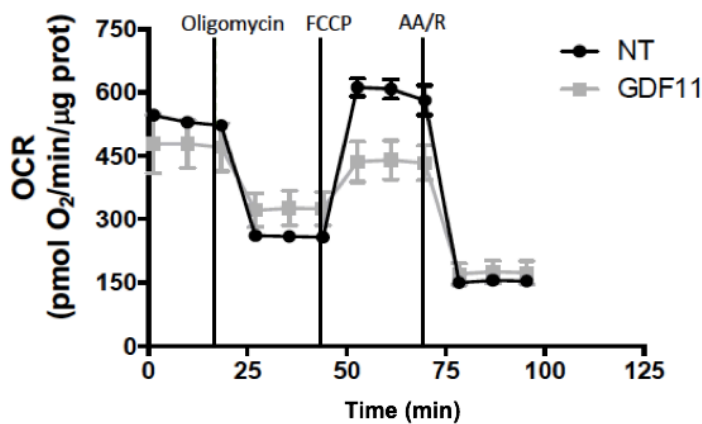 Oligomycin FCCP AA/R
NT
GDF11
OCR
(pmol O₂/min/μg prot)
750
600
450
300
150
0
0 25 50 75 100 125
Time (min)